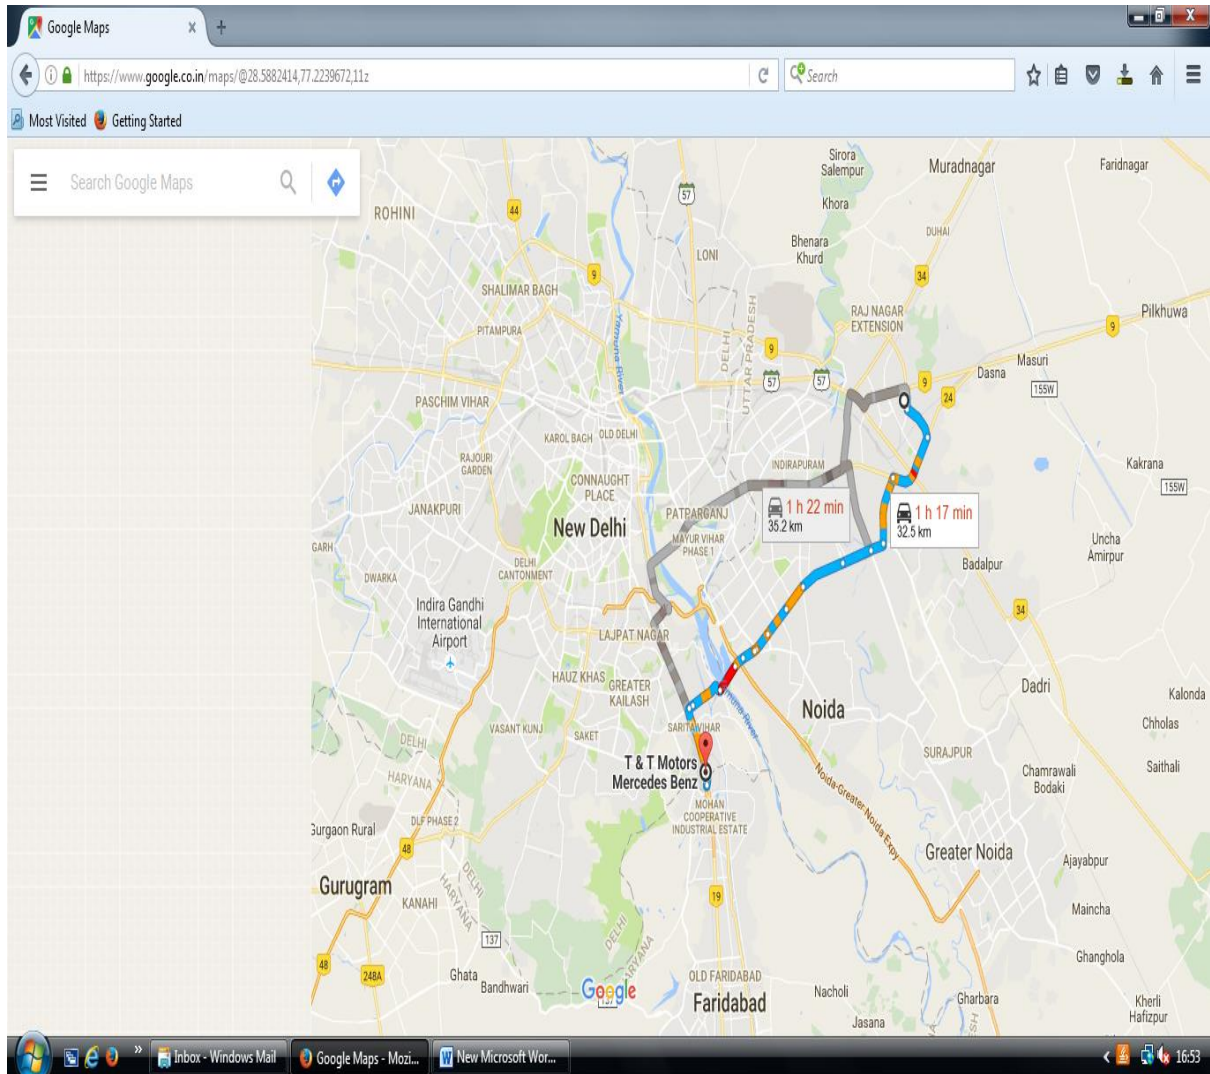 Google Maps
https://www.google.co.in/maps/@28.5882414,77.2239672,11z
Search
Most Visited
Getting Started
Search Google Maps
Sirora
Salempur
Muradnagar
Faridnagar
57
Khora
ROHINI
44
DUHAI
Bhenara
Khurd
LONI
9
34
SHALIMAR BAGH
RAJ NAGAR
EXTENSION
Pilkhuwa
9
PITAMPURA
Yamuna River
DELHI
UTTAR PRADESH
9
57
57
Masuri
Dasna
9
24
155W
PASCHIM VIHAR
KAROL BAGH
OLD DELHI
RAJOURI
GARDEN
INDIRAPURAM
Kakrana
155W
CONNAUGHT
PLACE
JANAKPURI
New Delhi
PATPARGANJ
1 h 22 min
35.2 km
1 h 17 min
32.5 km
MAYUR VIHAR
PHASE 1
GARH
DWARKA
DELHI
CANTONMENT
Uncha
Amirpur
Badalpur
Indira Gandhi
International
Airport
34
LAJPAT NAGAR
HAUZ KHAS
GREATER
KAILASH
Dadri
Kalonda
Noida
Chholas
VASANT KUNJ
SAKET
SARITA VIHAR
DELHI
HARYANA
SURAJPUR
Saithali
T & T Motors
Mercedes Benz
Chamrawali
Bodaki
Noida-Greater Noida Expy
MOHAN
COOPERATIVE
INDUSTRIAL ESTATE
Gurgaon Rural
DLF PHASE 2
48
Greater Noida
Ajayabpur
Gurugram
KANAHI
DELHI
HARYANA
19
Maincha
137
DELHI
HARYANA
Ghanghola
48
248A
Ghata
Bandhwari
Google
OLD FARIDABAD
Faridabad
Nacholi
Gharbara
Jasana
Kherli
Hafizpur
Inbox - Windows Mail
Google Maps - Mozi...
New Microsoft Wor...
16:53